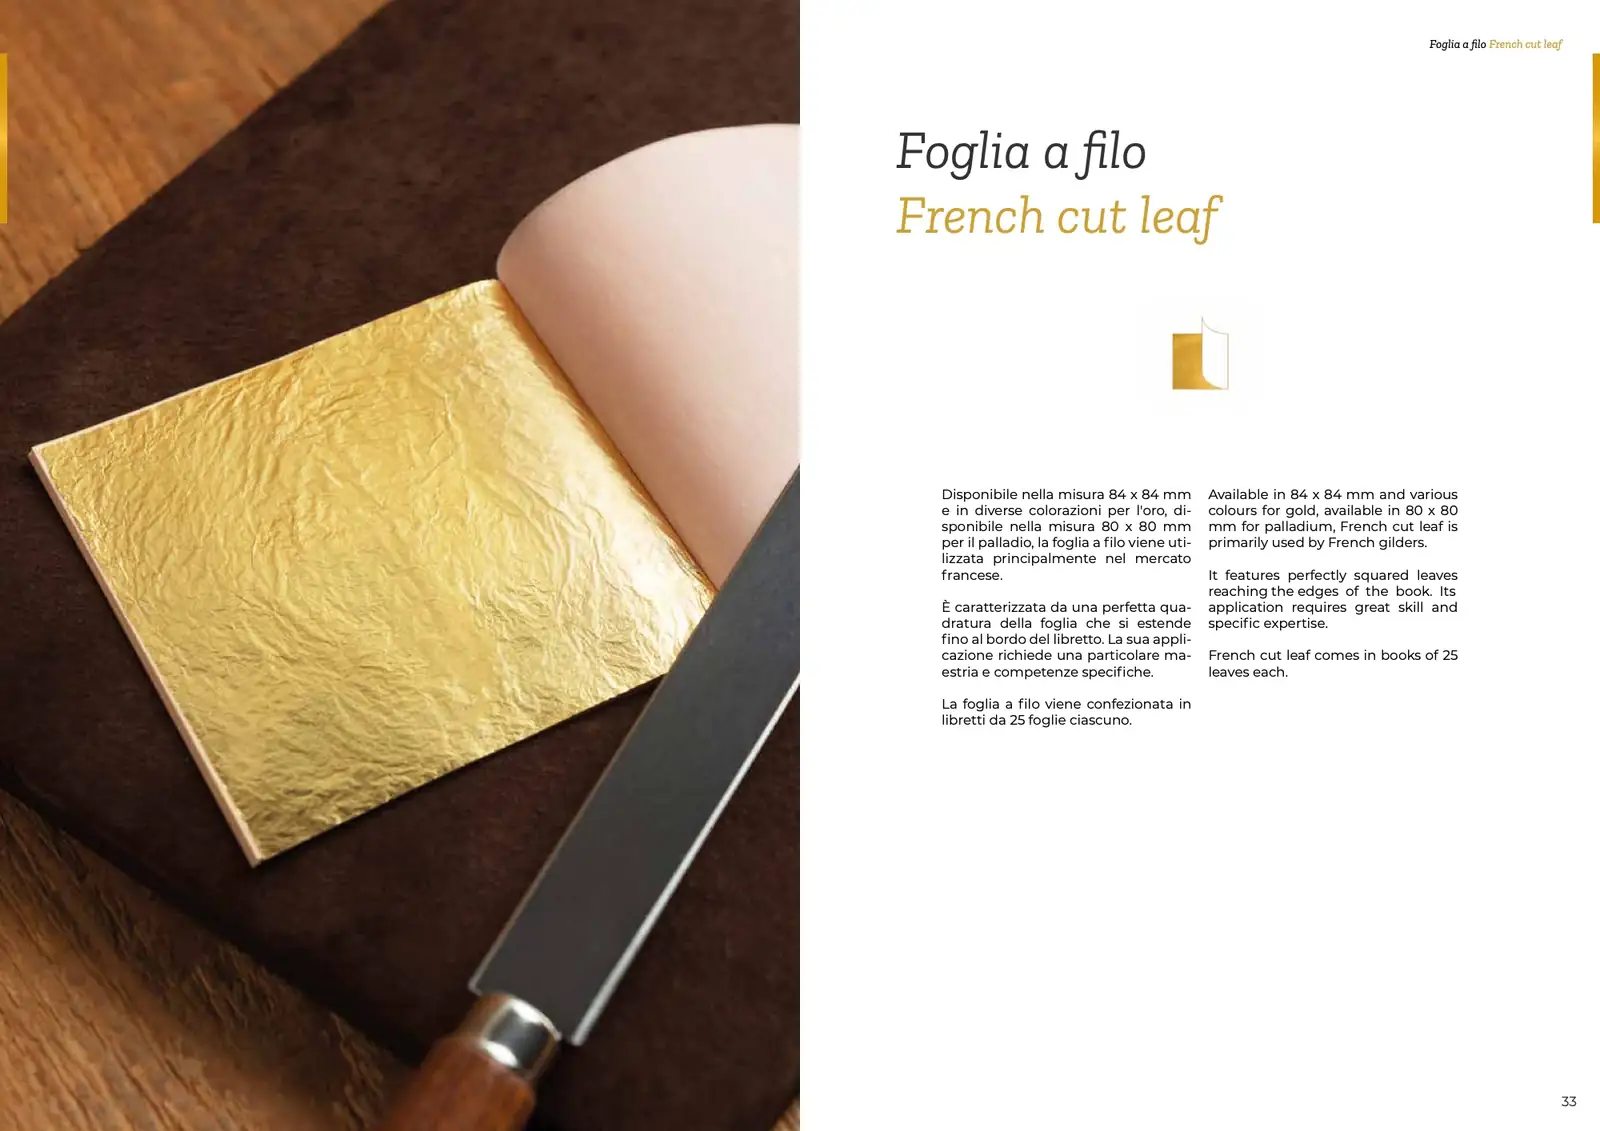 Foglia a filo French cut leaf
Foglia a filo
French cut leaf
Disponibile nella misura 84 x 84 mm
e in diverse colorazioni per l'oro, di-
sponibile nella misura 80 x 80 mm
per il palladio, la foglia a filo viene uti-
lizzata principalmente nel mercato
francese.
È caratterizzata da una perfetta qua-
dratura della foglia che si estende
fino al bordo del libretto. La sua appli-
cazione richiede una particolare ma-
estria e competenze specifiche.
La foglia a filo viene confezionata in
libretti da 25 foglie ciascuno.
Available in 84 x 84 mm and various
colours for gold, available in 80 x 80
mm for palladium, French cut leaf is
primarily used by French gilders.
It features perfectly squared leaves
reaching the edges of the book. Its
application requires great skill and
specific expertise.
French cut leaf comes in books of 25
leaves each.
33